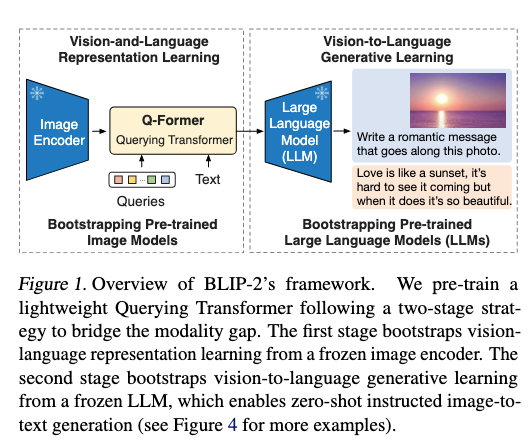 Vision-and-Language
Representation Learning
Vision-to-Language
Generative Learning
Image
Encoder
Q-Former
Querying Transformer
Queries
Text
Bootstrapping Pre-trained
Image Models
Large
Language
Model
(LLM)
Write a romantic message
that goes along this photo.
Love is like a sunset, it's
hard to see it coming but
when it does it's so beautiful.
Bootstrapping Pre-trained
Large Language Models (LLMs)
Figure 1. Overview of BLIP-2's framework. We pre-train a
lightweight Querying Transformer following a two-stage strat-
egy to bridge the modality gap. The first stage bootstraps vision-
language representation learning from a frozen image encoder. The
second stage bootstraps vision-to-language generative learning
from a frozen LLM, which enables zero-shot instructed image-to-
text generation (see Figure 4 for more examples).